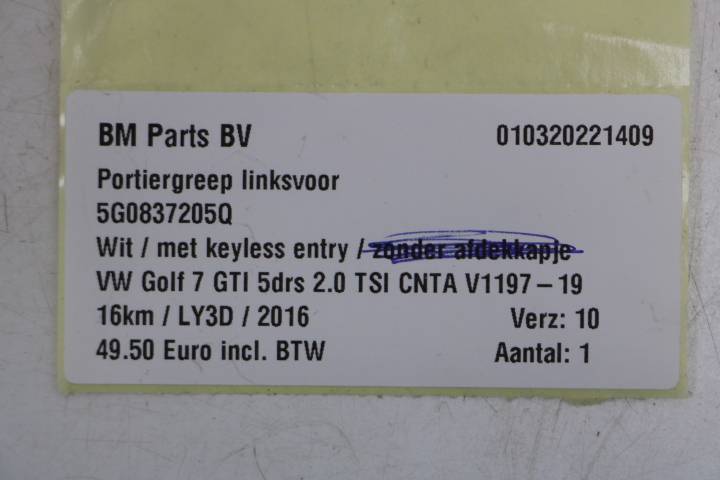 BM Parts BV 010320221409
Portiergreep linksvoor
5G0837205Q
Wit / met keyless entry / zonder afdekkapje
VW Golf 7 GTI 5drs 2.0 TSI CNTA V1197 – 19
16km / LY3D / 2016 Verz: 10
49.50 Euro incl. BTW Aantal: 1